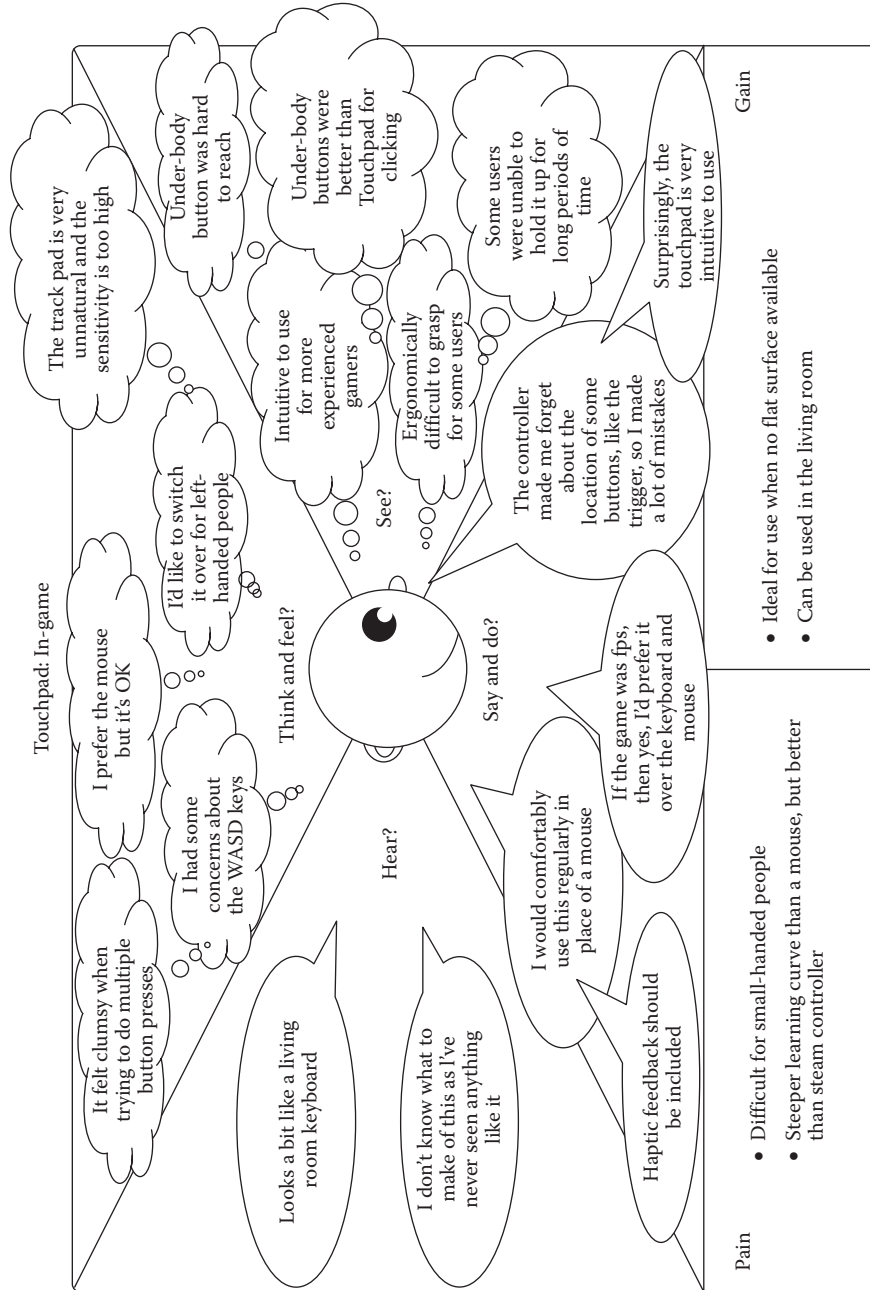 Touchpad: In-game
It felt clumsy when
trying to do multiple
button presses
I prefer the mouse
but it's OK
The track pad is very
unnatural and the
sensitivity is too high
I had some
concerns about
the WASD keys
I'd like to switch
it over for left-
handed people
Under-body
button was hard
to reach
Think and feel?
Looks a bit like a living
room keyboard
I don't know what to
make of this as I've
never seen anything
like it
Hear?
See?
Intuitive to use
for more
experienced
gamers
Under-body
buttons were
better than
Touchpad for
clicking
Ergonomically
difficult to grasp
for some users
Some users
were unable to
hold it up for
long periods of
time
Say and do?
Haptic feedback should
be included
I would comfortably
use this regularly in
place of a mouse
If the game was fps,
then yes, I'd prefer it
over the keyboard and
mouse
The controller
made me forget
about the
location of some
buttons, like the
trigger, so I made
a lot of mistakes
Surprisingly, the
touchpad is very
intuitive to use
Pain
• Difficult for small-handed people
• Steeper learning curve than a mouse, but better
than steam controller
Gain
• Ideal for use when no flat surface available
• Can be used in the living room